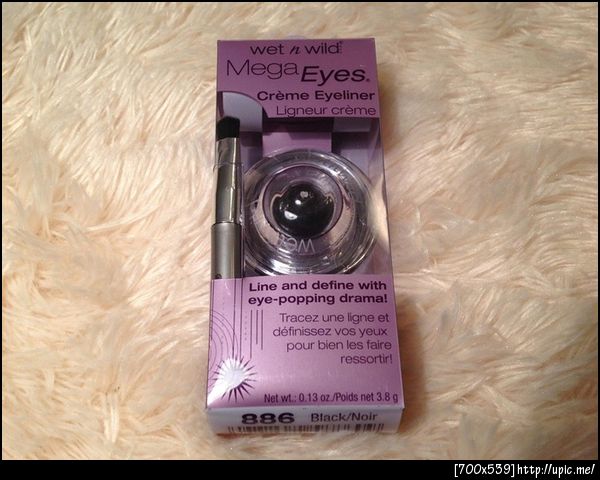 wet n wild®
Mega Eyes®
Crème Eyeliner
Ligneur crème
wet
Line and define with
eye-popping drama!
Tracez une ligne et
définissez vos yeux
pour bien les faire
ressortir!
Net wt.: 0.13 oz./Poids net 3.8 g
886 Black/Noir
[700x539]http://upic.me/